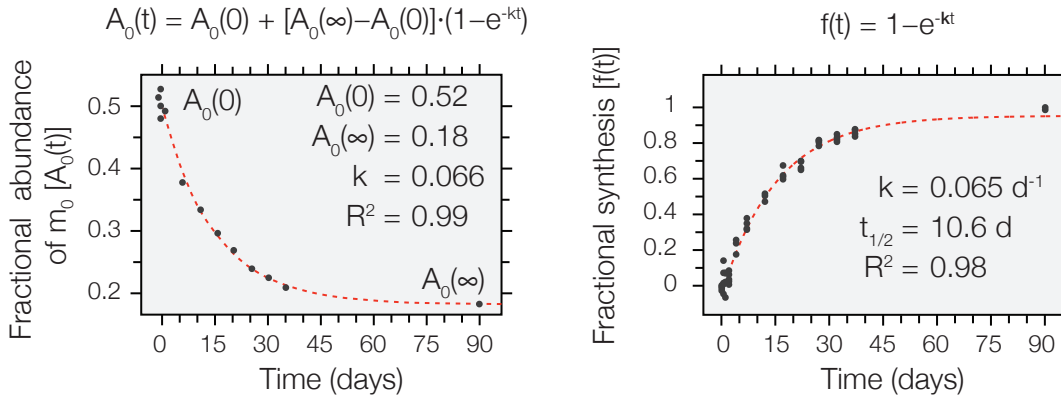 A₀(t) = A₀(0) + [A₀(∞)–A₀(0)]·(1–e⁻ᵏᵗ)
Fractional abundance
of m₀ [A₀(t)]
0.5
0.4
0.3
0.2
A₀(0)
A₀(0) = 0.52
A₀(∞) = 0.18
k = 0.066
R² = 0.99
A₀(∞)
0 15 30 45 60 75 90
Time (days)
f(t) = 1–e⁻ᵏᵗ
Fractional synthesis [f(t)]
1
0.8
0.6
0.4
0.2
0
k = 0.065 d⁻¹
t₁/₂ = 10.6 d
R² = 0.98
0 15 30 45 60 75 90
Time (days)